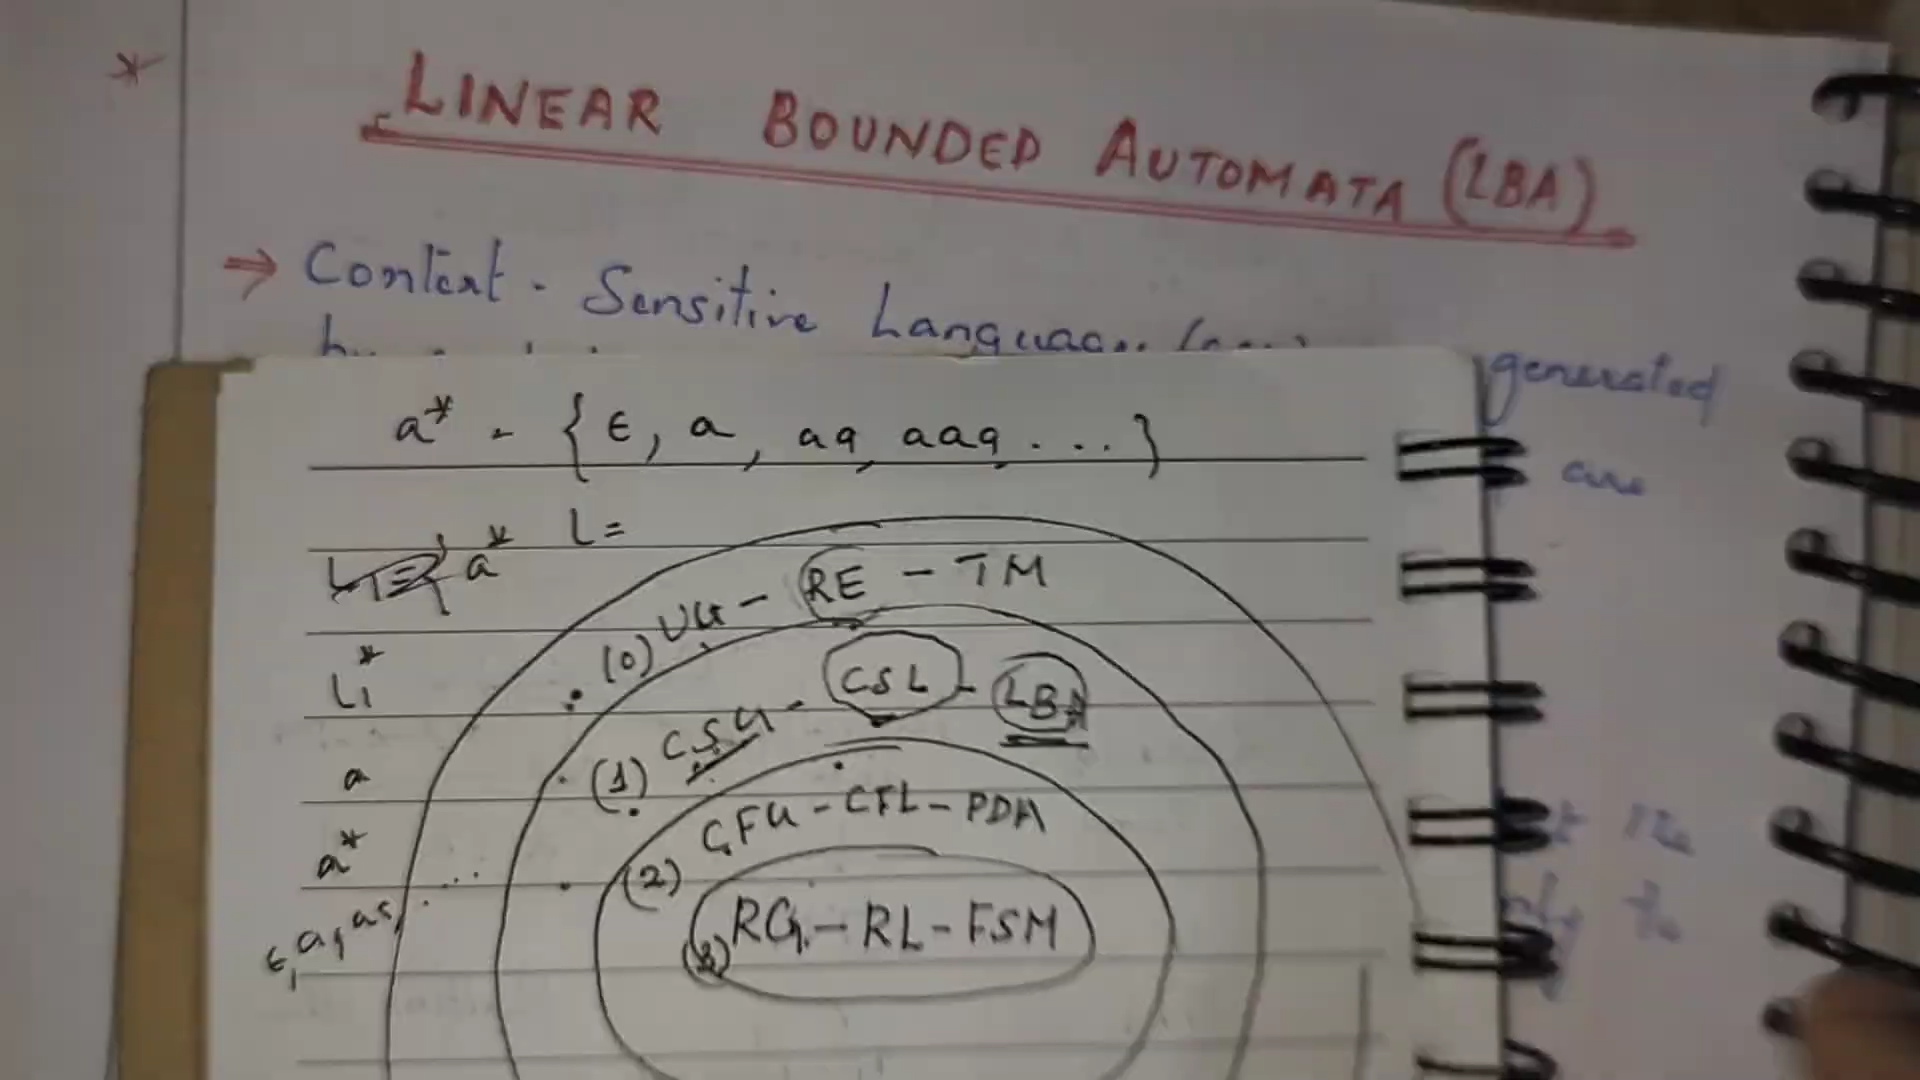 *
LINEAR BOUNDED AUTOMATA (LBA)
→ Context - Sensitive Language
generated
are
a* - {ϵ, a, aa, aaa ....}
L=
a*
L1*
a
a*
ϵ, a, aa, ...
(0) UG - RE - TM
(1) CSG - CSL - LBA
(2) CFG - CFL - PDA
(3) RG - RL - FSM